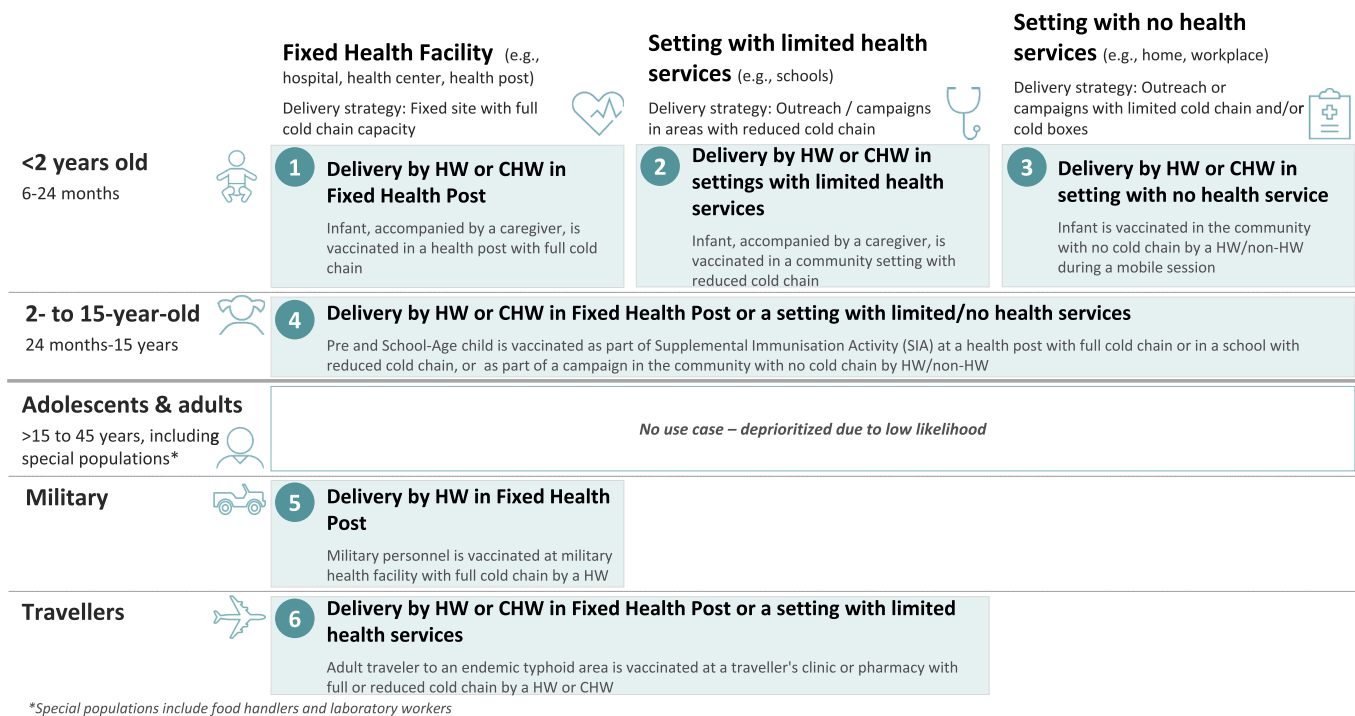 Fixed Health Facility (e.g.,
hospital, health center, health post)
Delivery strategy: Fixed site with full
cold chain capacity
Setting with limited health
services (e.g., schools)
Delivery strategy: Outreach / campaigns
in areas with reduced cold chain
Setting with no health
services (e.g., home, workplace)
Delivery strategy: Outreach or
campaigns with limited cold chain and/or
cold boxes
<2 years old
6-24 months
1
Delivery by HW or CHW in
Fixed Health Post
Infant, accompanied by a caregiver, is
vaccinated in a health post with full cold
chain
2
Delivery by HW or CHW in
settings with limited health
services
Infant, accompanied by a caregiver, is
vaccinated in a community setting with
reduced cold chain
3
Delivery by HW or CHW in
setting with no health service
Infant is vaccinated in the community
with no cold chain by a HW/non-HW
during a mobile session
2- to 15-year-old
24 months-15 years
4
Delivery by HW or CHW in Fixed Health Post or a setting with limited/no health services
Pre and School-Age child is vaccinated as part of Supplemental Immunisation Activity (SIA) at a health post with full cold chain or in a school with
reduced cold chain, or as part of a campaign in the community with no cold chain by HW/non-HW
Adolescents & adults
>15 to 45 years, including
special populations*
No use case – deprioritized due to low likelihood
Military
5
Delivery by HW in Fixed Health
Post
Military personnel is vaccinated at military
health facility with full cold chain by a HW
Travellers
6
Delivery by HW or CHW in Fixed Health Post or a setting with limited
health services
Adult traveler to an endemic typhoid area is vaccinated at a traveller's clinic or pharmacy with
full or reduced cold chain by a HW or CHW
*Special populations include food handlers and laboratory workers